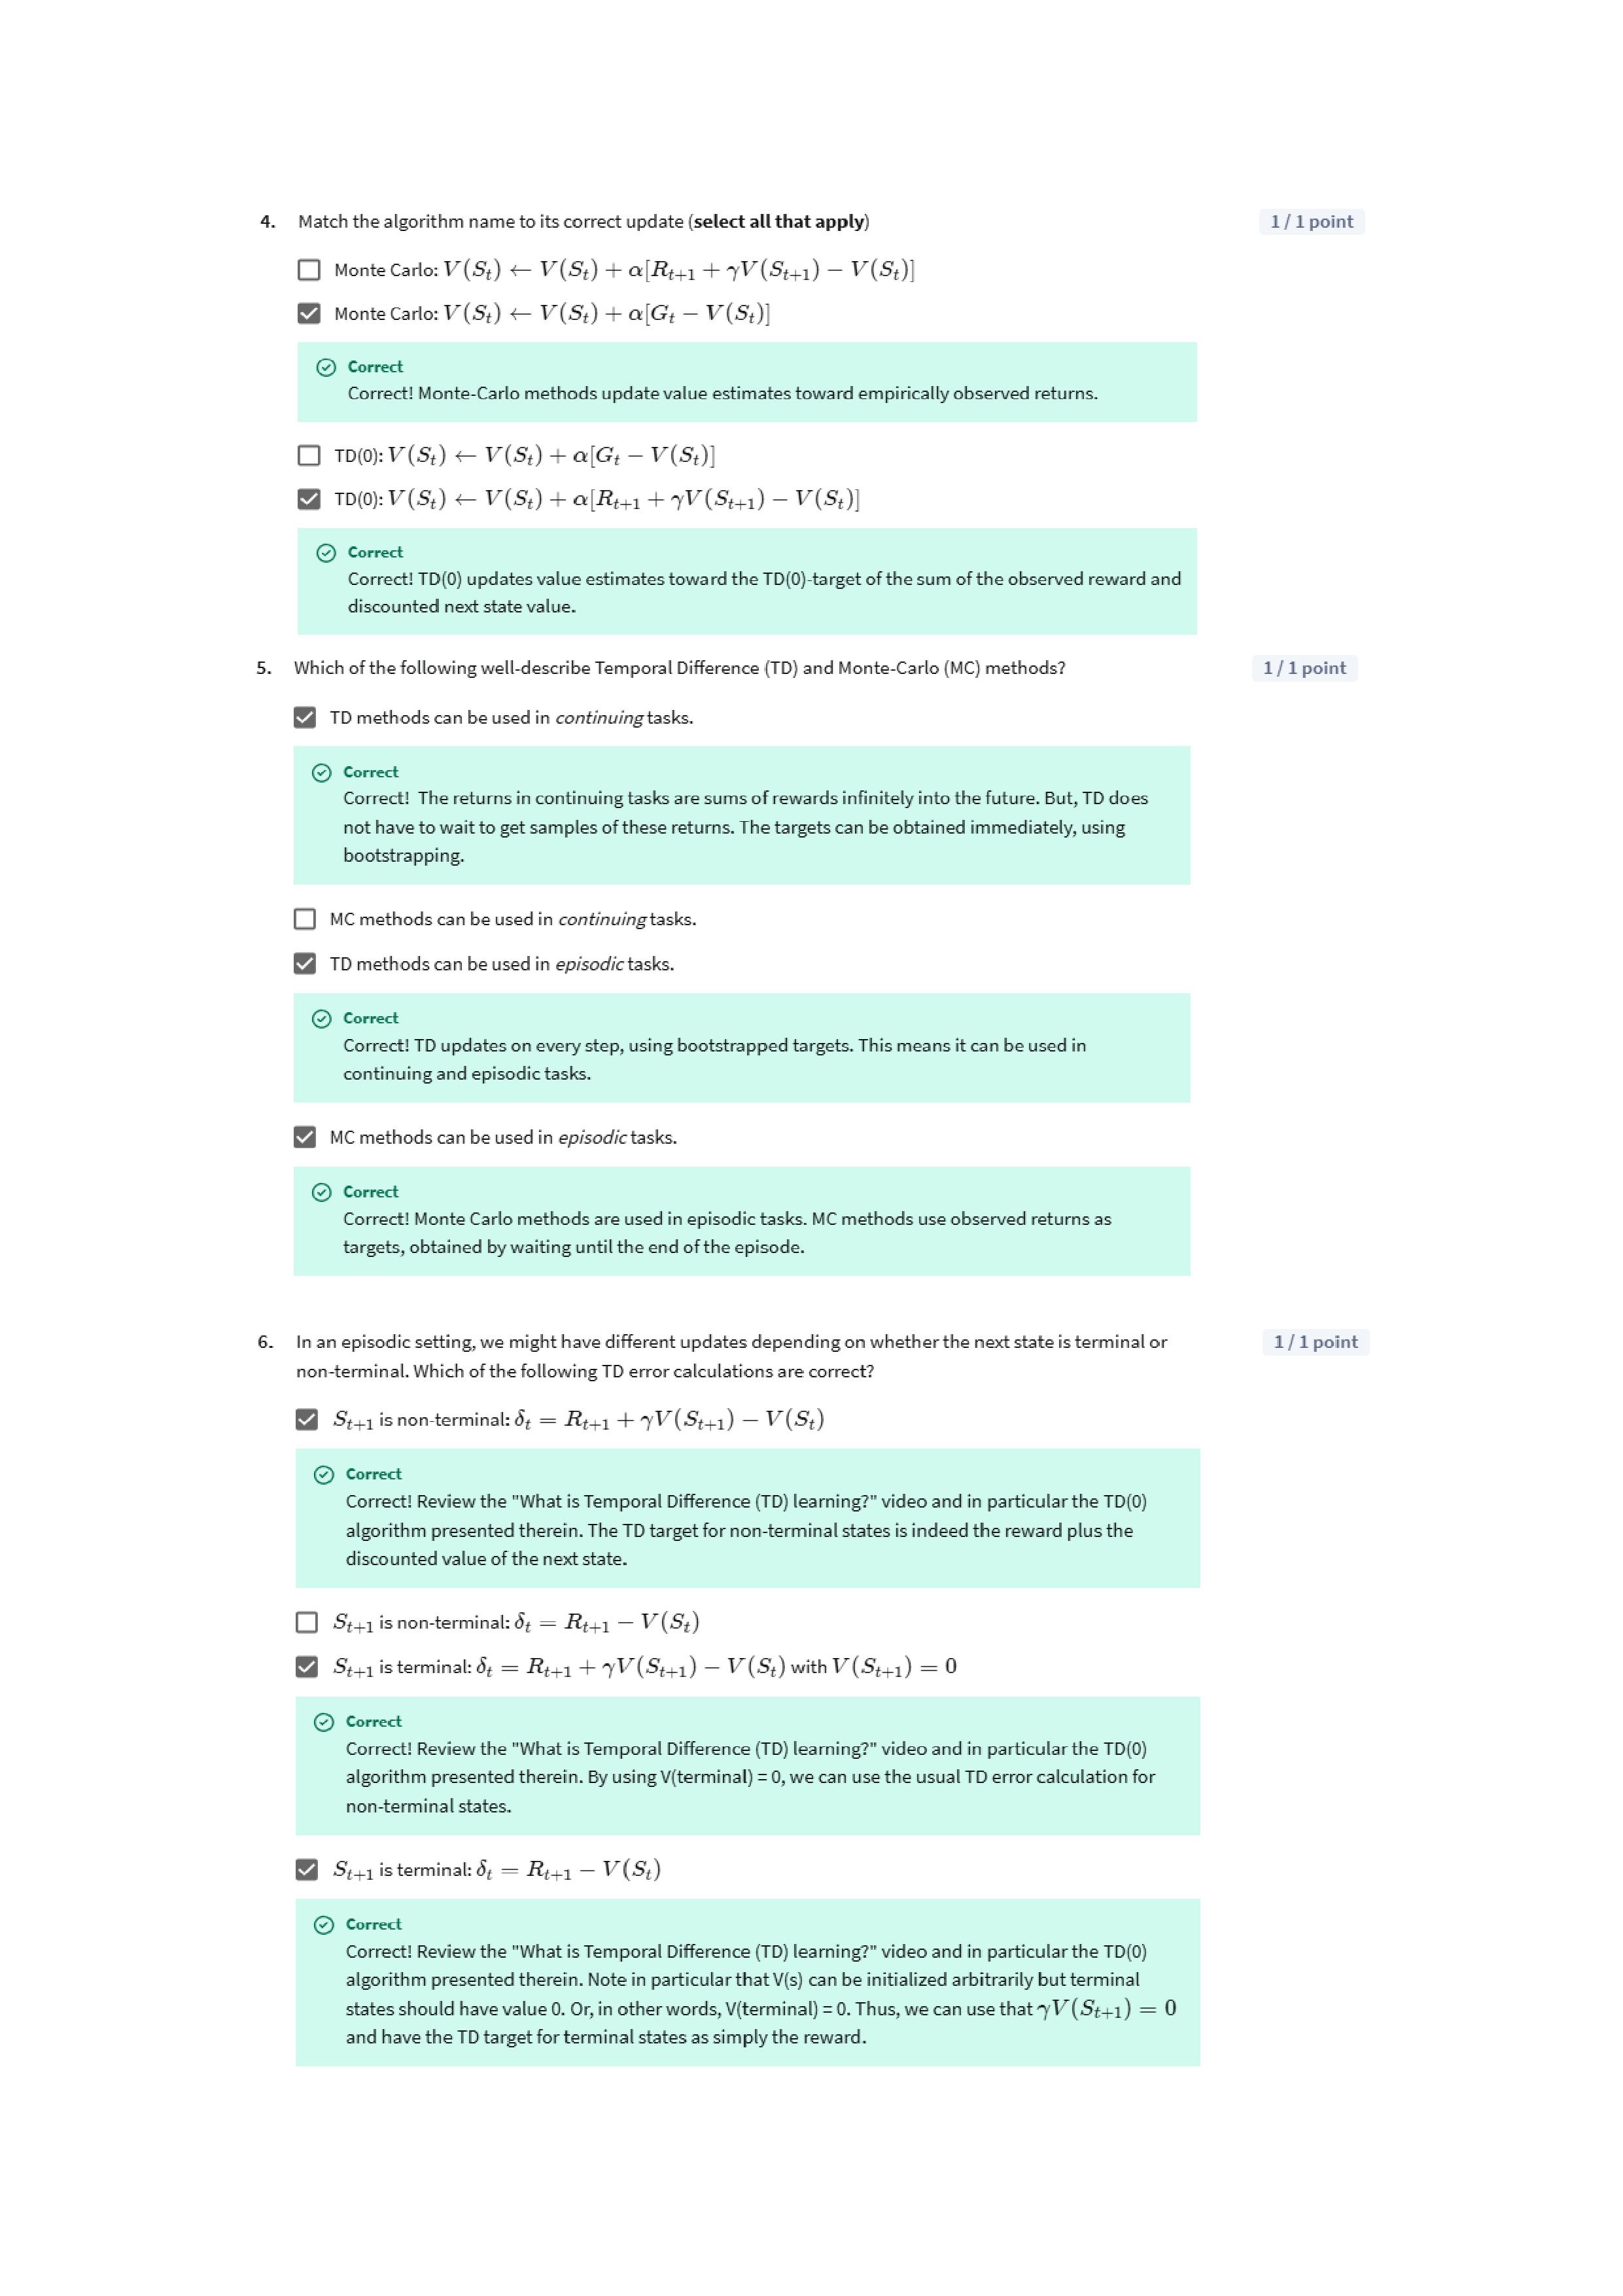 4. Match the algorithm name to its correct update (select all that apply) 1 / 1 point
Monte Carlo: V(S_t) ← V(S_t) + α[R_{t+1} + γV(S_{t+1}) − V(S_t)]
Monte Carlo: V(S_t) ← V(S_t) + α[G_t − V(S_t)]
Correct
Correct! Monte-Carlo methods update value estimates toward empirically observed returns.
TD(0): V(S_t) ← V(S_t) + α[G_t − V(S_t)]
TD(0): V(S_t) ← V(S_t) + α[R_{t+1} + γV(S_{t+1}) − V(S_t)]
Correct
Correct! TD(0) updates value estimates toward the TD(0)-target of the sum of the observed reward and
discounted next state value.
5. Which of the following well-describe Temporal Difference (TD) and Monte-Carlo (MC) methods? 1 / 1 point
TD methods can be used in continuing tasks.
Correct
Correct! The returns in continuing tasks are sums of rewards infinitely into the future. But, TD does
not have to wait to get samples of these returns. The targets can be obtained immediately, using
bootstrapping.
MC methods can be used in continuing tasks.
TD methods can be used in episodic tasks.
Correct
Correct! TD updates on every step, using bootstrapped targets. This means it can be used in
continuing and episodic tasks.
MC methods can be used in episodic tasks.
Correct
Correct! Monte Carlo methods are used in episodic tasks. MC methods use observed returns as
targets, obtained by waiting until the end of the episode.
6. In an episodic setting, we might have different updates depending on whether the next state is terminal or 1 / 1 point
non-terminal. Which of the following TD error calculations are correct?
S_{t+1} is non-terminal: δ_t = R_{t+1} + γV(S_{t+1}) − V(S_t)
Correct
Correct! Review the "What is Temporal Difference (TD) learning?" video and in particular the TD(0)
algorithm presented therein. The TD target for non-terminal states is indeed the reward plus the
discounted value of the next state.
S_{t+1} is non-terminal: δ_t = R_{t+1} − V(S_t)
S_{t+1} is terminal: δ_t = R_{t+1} + γV(S_{t+1}) − V(S_t) with V(S_{t+1}) = 0
Correct
Correct! Review the "What is Temporal Difference (TD) learning?" video and in particular the TD(0)
algorithm presented therein. By using V(terminal) = 0, we can use the usual TD error calculation for
non-terminal states.
S_{t+1} is terminal: δ_t = R_{t+1} − V(S_t)
Correct
Correct! Review the "What is Temporal Difference (TD) learning?" video and in particular the TD(0)
algorithm presented therein. Note in particular that V(s) can be initialized arbitrarily but terminal
states should have value 0. Or, in other words, V(terminal) = 0. Thus, we can use that γV(S_{t+1}) = 0
and have the TD target for terminal states as simply the reward.